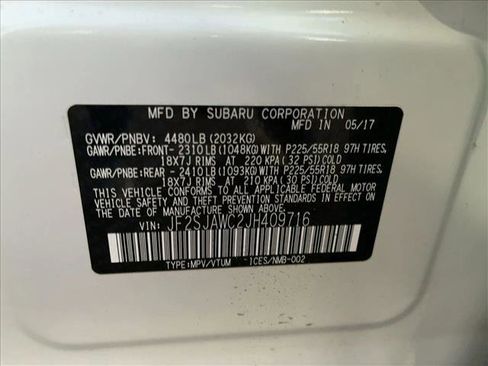 MFD. BY SUBARU CORPORATION
05/17
GVWR/PNBV: 4480LB (2032KG)
GAWR/PNBE:FRONT- 2310LB (1048KG)WITH P225/55R18 97H TIRES,
18X7J RIMS AT 220 KPA( 32 PSI)COLD
GAWR/PNBE:REAR - 2410LB (1093KG)WITH P225/55R18 97H TIRES,
18X7J RIMS AT 210 KPA( 30 PSI)COLD
THIS VEHICLE CONFORMS TO ALL APPLICABLE FEDERAL MOTOR
VEHICLE SAFETY AND THEFT PREVENTION STANDARDS IN EFFECT
ON THE DATE OF MANUFACTURE SHOWN ABOVE.
VIN: JF2SJAWC2JH409716
TYPE:MPV/VTUM ICES/NMB-002